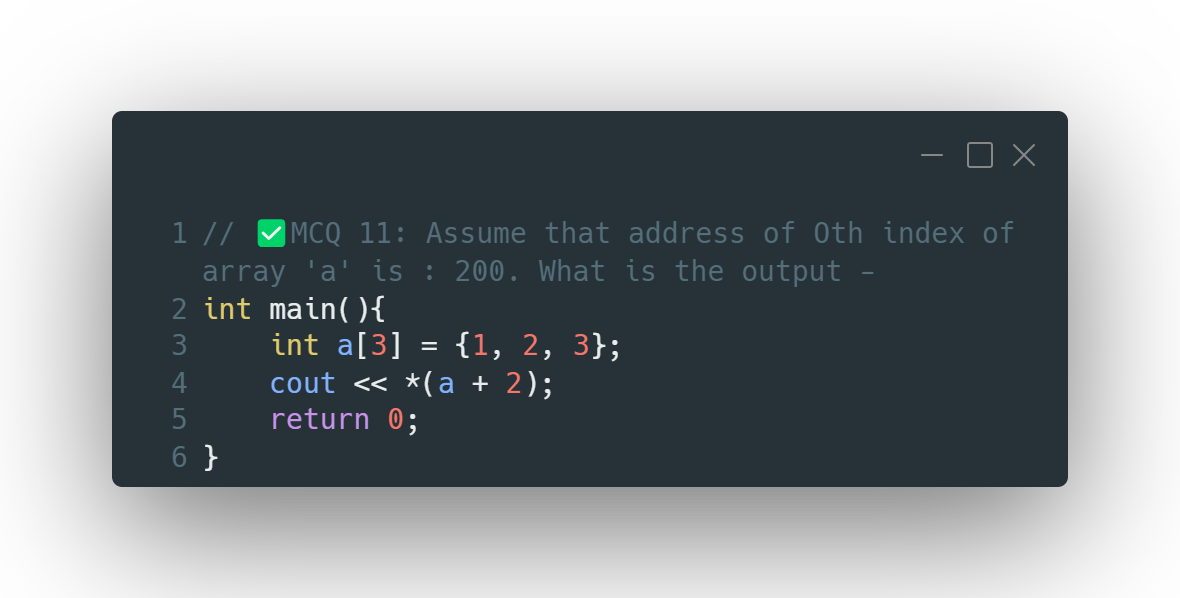 1 // ✅MCQ 11: Assume that address of 0th index of
array 'a' is : 200. What is the output -
2 int main(){
3     int a[3] = {1, 2, 3};
4     cout << *(a + 2);
5     return 0;
6 }